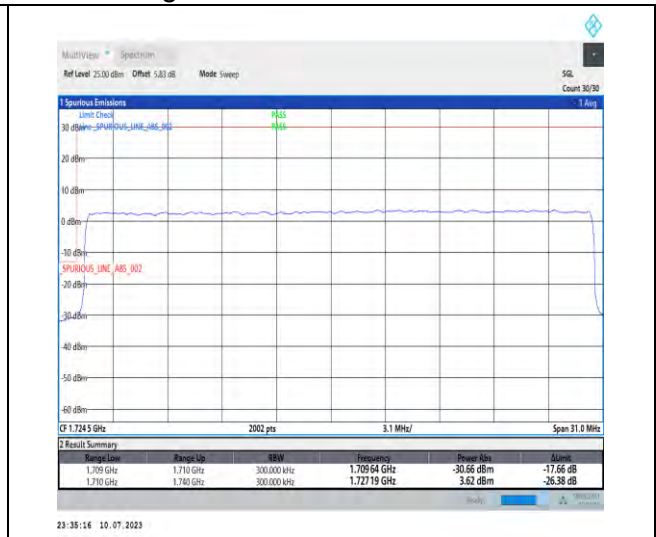 MultiView Spectrum
Ref Level 25.00 dBm Offset 5.83 dB Mode Sweep SGL
Count 30/30
1 Spurious Emissions 1 Avg
Limit Check PASS
30 dBm Line _SPURIOUS_LINE_ABS_002 PASS
20 dBm
10 dBm
0 dBm
-10 dBm
_SPURIOUS_LINE_ABS_002
-20 dBm
-30 dBm
-40 dBm
-50 dBm
-60 dBm
CF 1.724 5 GHz 2002 pts 3.1 MHz/ Span 31.0 MHz
2 Result Summary
Range Low Range Up RBW Frequency Power Abs ΔLimit
1.709 GHz 1.710 GHz 300.000 kHz 1.709 64 GHz -30.66 dBm -17.66 dB
1.710 GHz 1.740 GHz 300.000 kHz 1.727 19 GHz 3.62 dBm -26.38 dB
Ready
23:35:16 10.07.2023